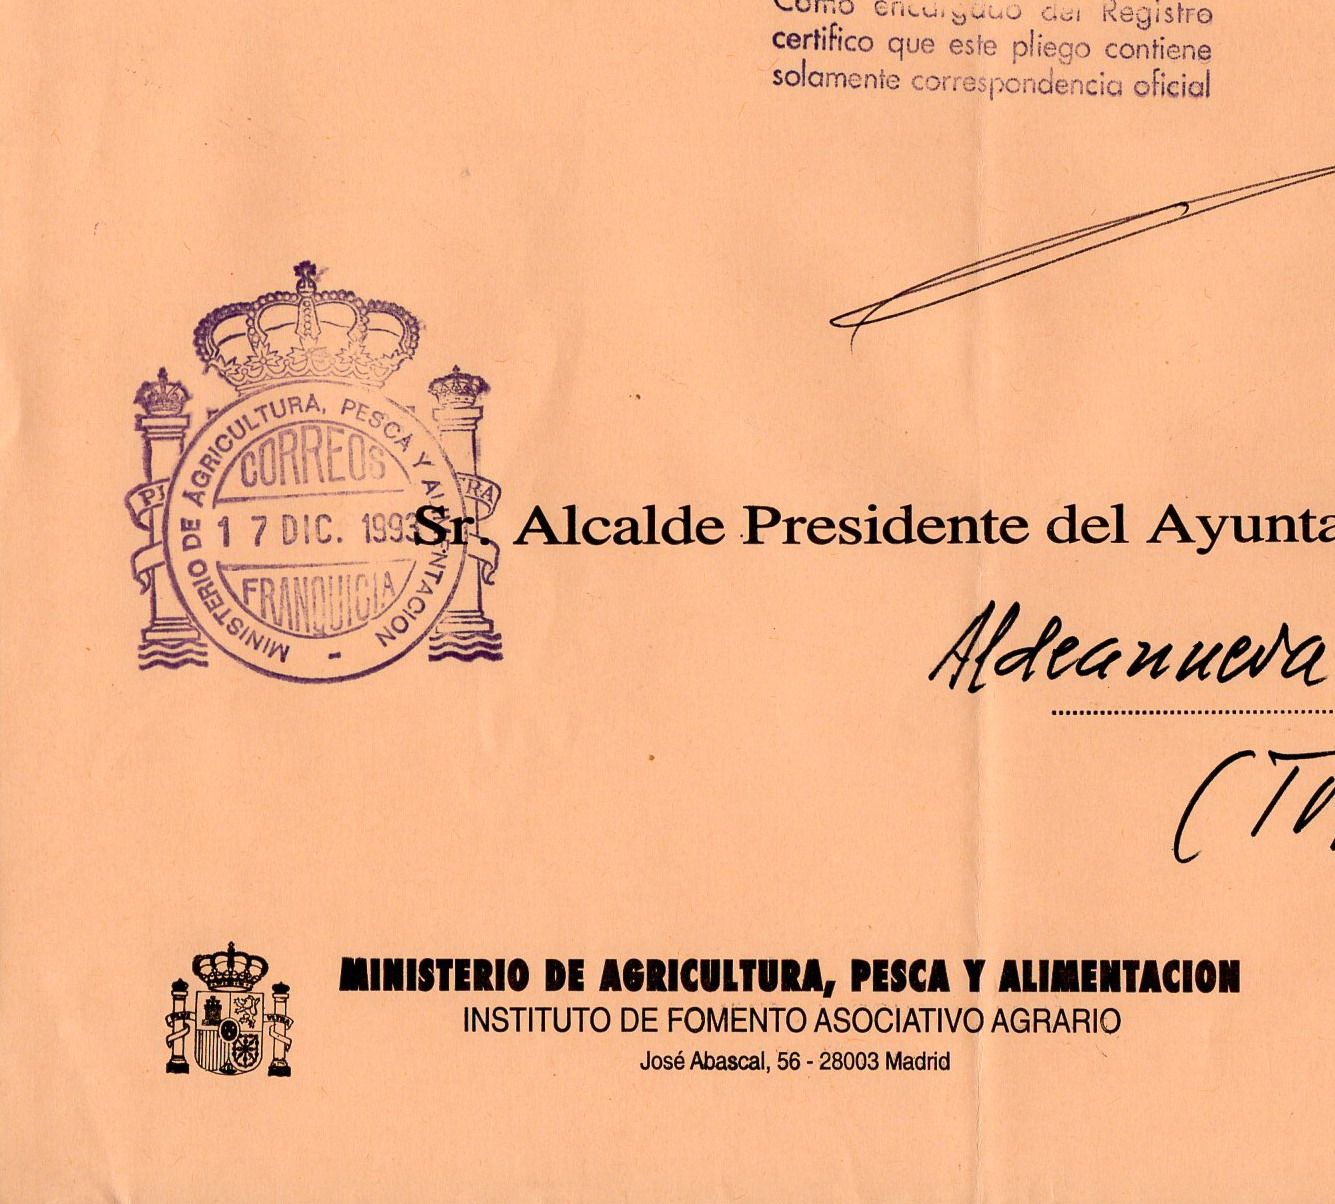 Como encargado del Registro
certifico que este pliego contiene
solamente correspondencia oficial
MINISTERIO DE AGRICULTURA, PESCA Y ALIMENTACION
CORREOS
17 DIC. 1993
FRANQUICIA
Sr. Alcalde Presidente del Ayunta
Aldeanueva
MINISTERIO DE AGRICULTURA, PESCA Y ALIMENTACION
INSTITUTO DE FOMENTO ASOCIATIVO AGRARIO
José Abascal, 56 - 28003 Madrid